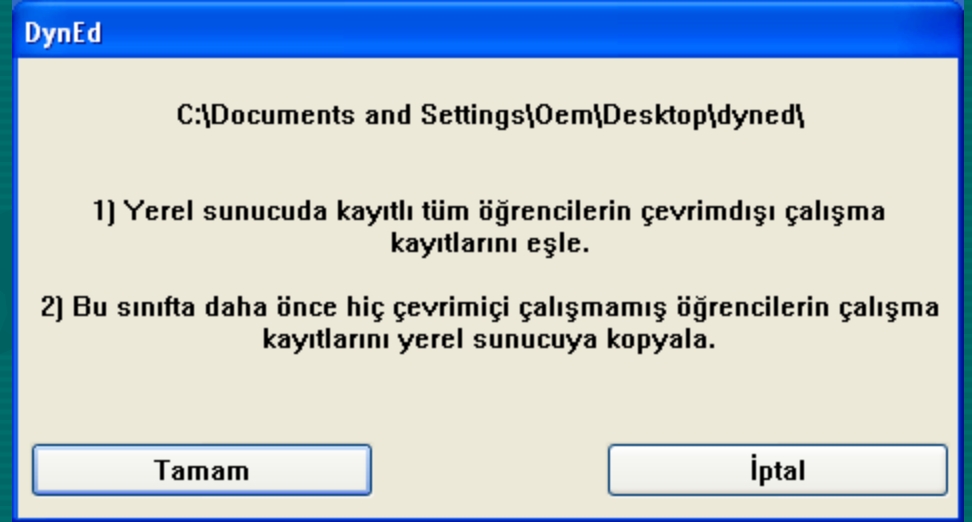 DynEd
C:\Documents and Settings\Oem\Desktop\dyned\
1) Yerel sunucuda kayıtlı tüm öğrencilerin çevrimdışı çalışma
kayıtlarını eşle.
2) Bu sınıfta daha önce hiç çevrimiçi çalışmamış öğrencilerin çalışma
kayıtlarını yerel sunucuya kopyala.
Tamam
İptal